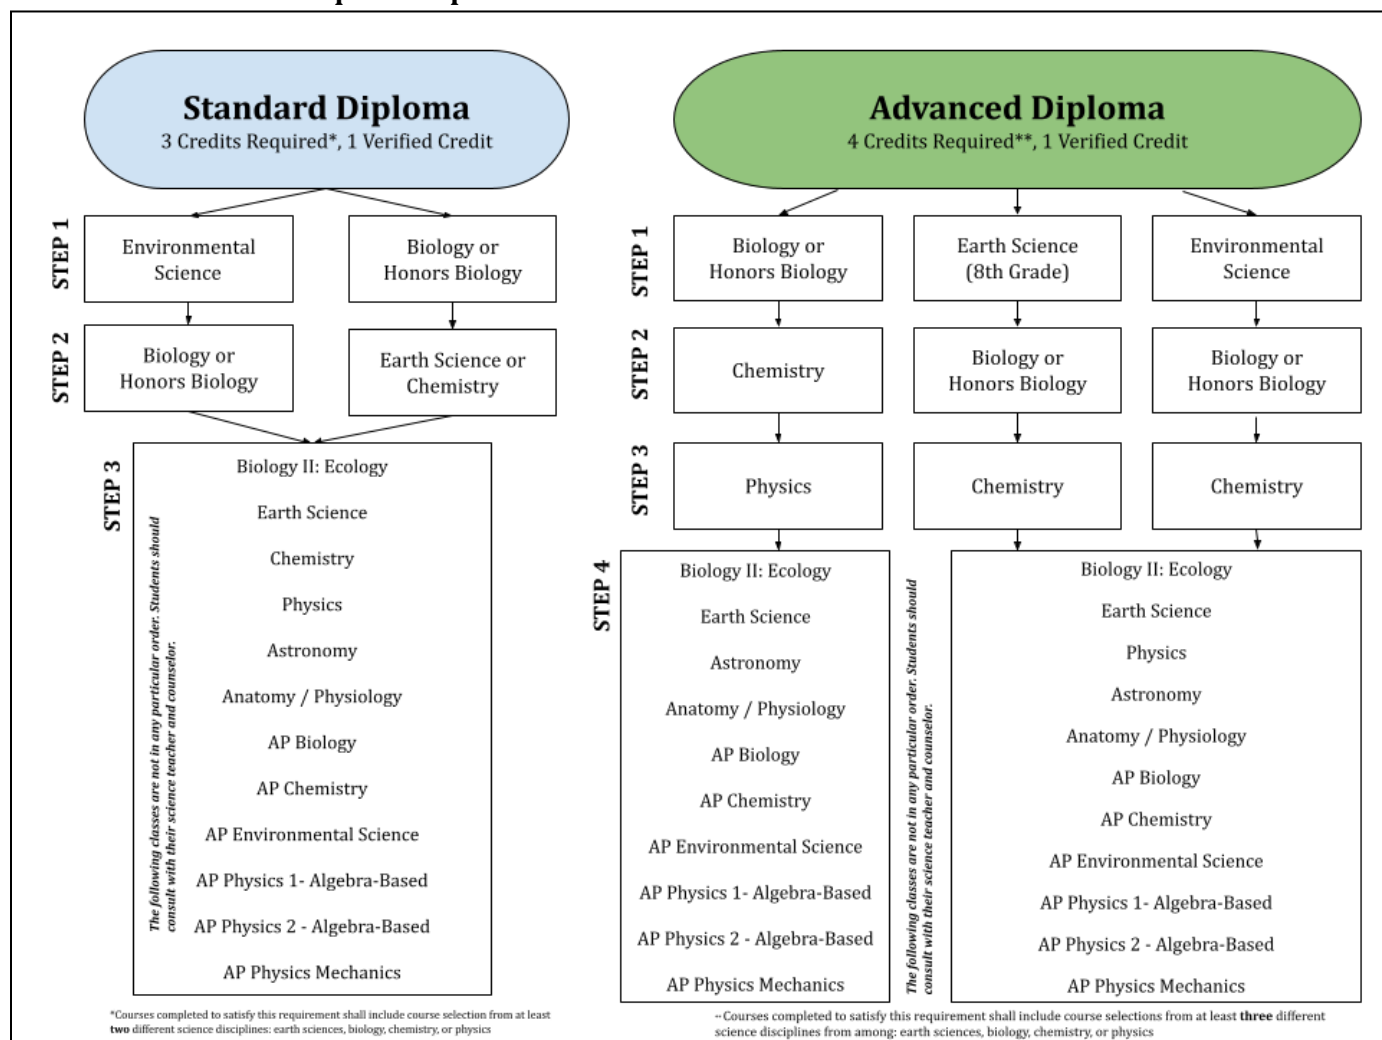 Standard Diploma
3 Credits Required*, 1 Verified Credit
STEP 1
Environmental
Science
Biology or
Honors Biology
STEP 2
Biology or
Honors Biology
Earth Science or
Chemistry
STEP 3
The following classes are not in any particular order. Students should
consult with their science teacher and counselor.
Biology II: Ecology
Earth Science
Chemistry
Physics
Astronomy
Anatomy / Physiology
AP Biology
AP Chemistry
AP Environmental Science
AP Physics 1- Algebra-Based
AP Physics 2 - Algebra-Based
AP Physics Mechanics
*Courses completed to satisfy this requirement shall include course selection from at least
two different science disciplines: earth sciences, biology, chemistry, or physics
Advanced Diploma
4 Credits Required**, 1 Verified Credit
STEP 1
Biology or
Honors Biology
Earth Science
(8th Grade)
Environmental
Science
STEP 2
Chemistry
Biology or
Honors Biology
Biology or
Honors Biology
STEP 3
Physics
Chemistry
Chemistry
STEP 4
Biology II: Ecology
Earth Science
Astronomy
Anatomy / Physiology
AP Biology
AP Chemistry
AP Environmental Science
AP Physics 1- Algebra-Based
AP Physics 2 - Algebra-Based
AP Physics Mechanics
The following classes are not in any particular order. Students should
consult with their science teacher and counselor.
Biology II: Ecology
Earth Science
Physics
Astronomy
Anatomy / Physiology
AP Biology
AP Chemistry
AP Environmental Science
AP Physics 1- Algebra-Based
AP Physics 2 - Algebra-Based
AP Physics Mechanics
**Courses completed to satisfy this requirement shall include course selections from at least three different
science disciplines from among: earth sciences, biology, chemistry, or physics